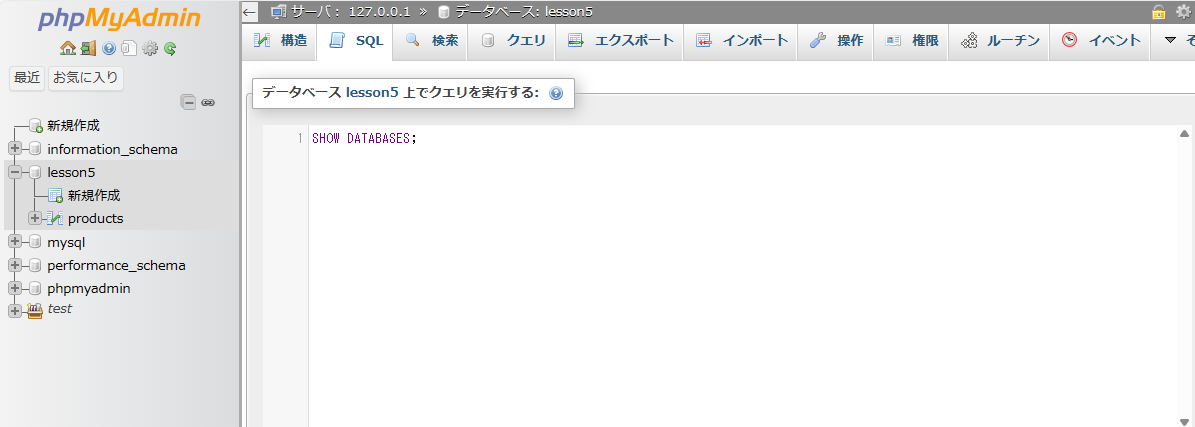 phpMyAdmin
最近 お気に入り
新規作成
information_schema
lesson5
新規作成
products
mysql
performance_schema
phpmyadmin
test
サーバ： 127.0.0.1 » データベース: lesson5
構造 SQL 検索 クエリ エクスポート インポート 操作 権限 ルーチン イベント
データベース lesson5 上でクエリを実行する:
1 SHOW DATABASES;